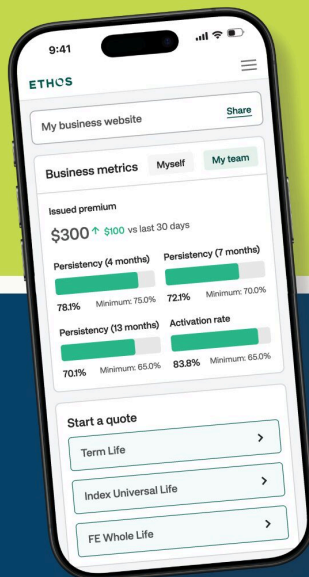 9:41
ETHOS
My business website Share
Business metrics Myself My team
Issued premium
$300 ↑ $100 vs last 30 days
Persistency (4 months) Persistency (7 months)
78.1% Minimum: 75.0% 72.1% Minimum: 70.0%
Persistency (13 months) Activation rate
70.1% Minimum: 65.0% 83.8% Minimum: 65.0%
Start a quote
Term Life
Index Universal Life
FE Whole Life